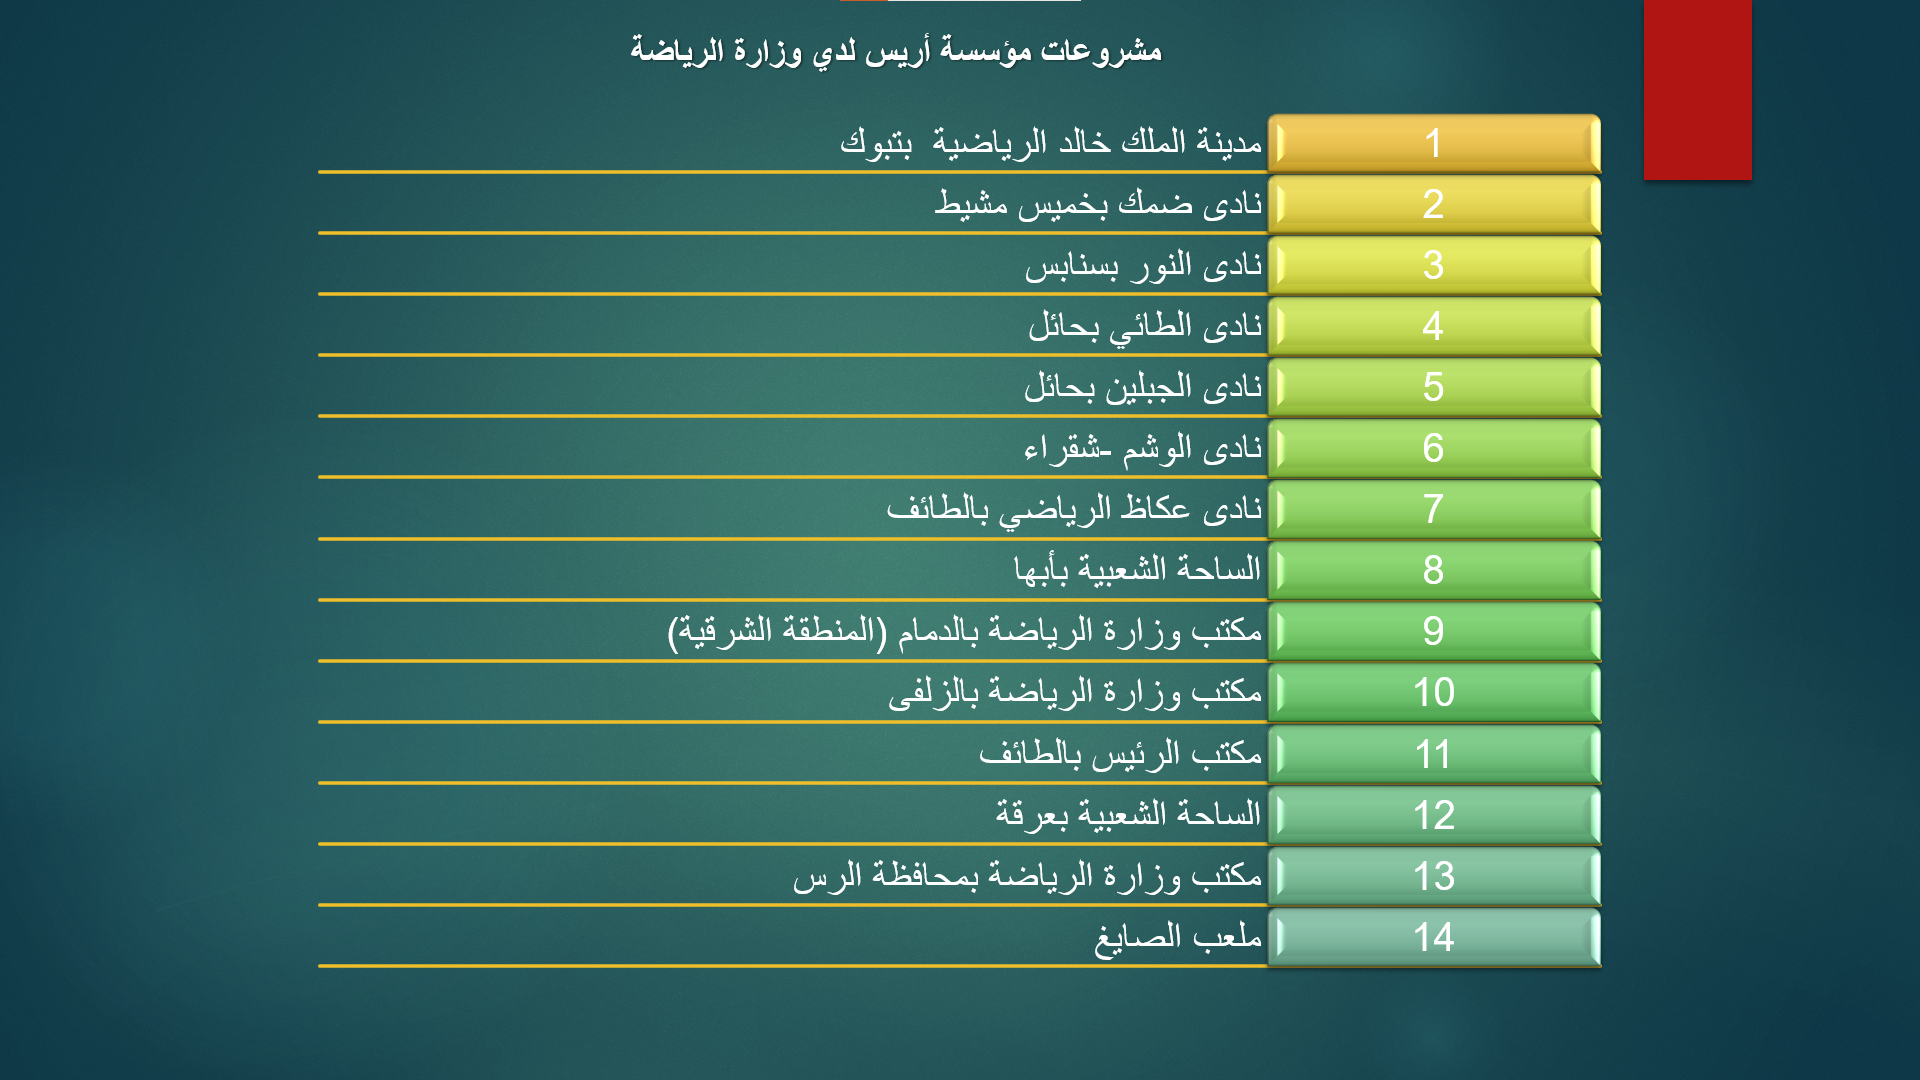 مشروعات مؤسسة أريس لدي وزارة الرياضة
1 مدينة الملك خالد الرياضية بتبوك
2 نادى ضمك بخميس مشيط
3 نادى النور بسنابس
4 نادى الطائي بحائل
5 نادى الجبلين بحائل
6 نادى الوشم -شقراء
7 نادى عكاظ الرياضي بالطائف
8 الساحة الشعبية بأبها
9 مكتب وزارة الرياضة بالدمام (المنطقة الشرقية)
10 مكتب وزارة الرياضة بالزلفى
11 مكتب الرئيس بالطائف
12 الساحة الشعبية بعرقة
13 مكتب وزارة الرياضة بمحافظة الرس
14 ملعب الصايغ